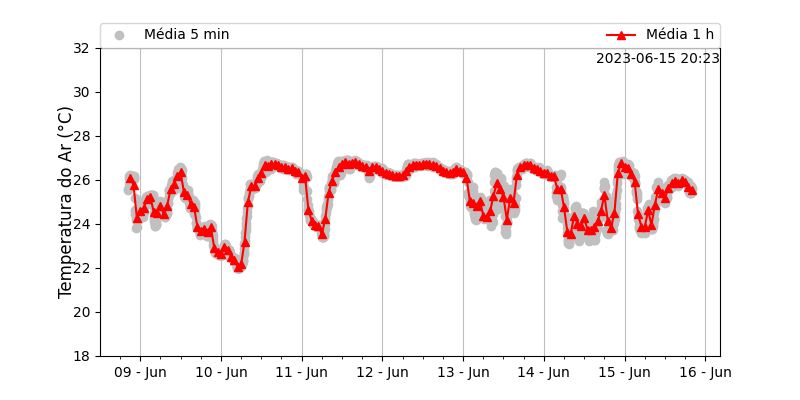 Média 5 min
Média 1 h
2023-06-15 20:23
Temperatura do Ar (°C)
32
30
28
26
24
22
20
18
09 - Jun
10 - Jun
11 - Jun
12 - Jun
13 - Jun
14 - Jun
15 - Jun
16 - Jun